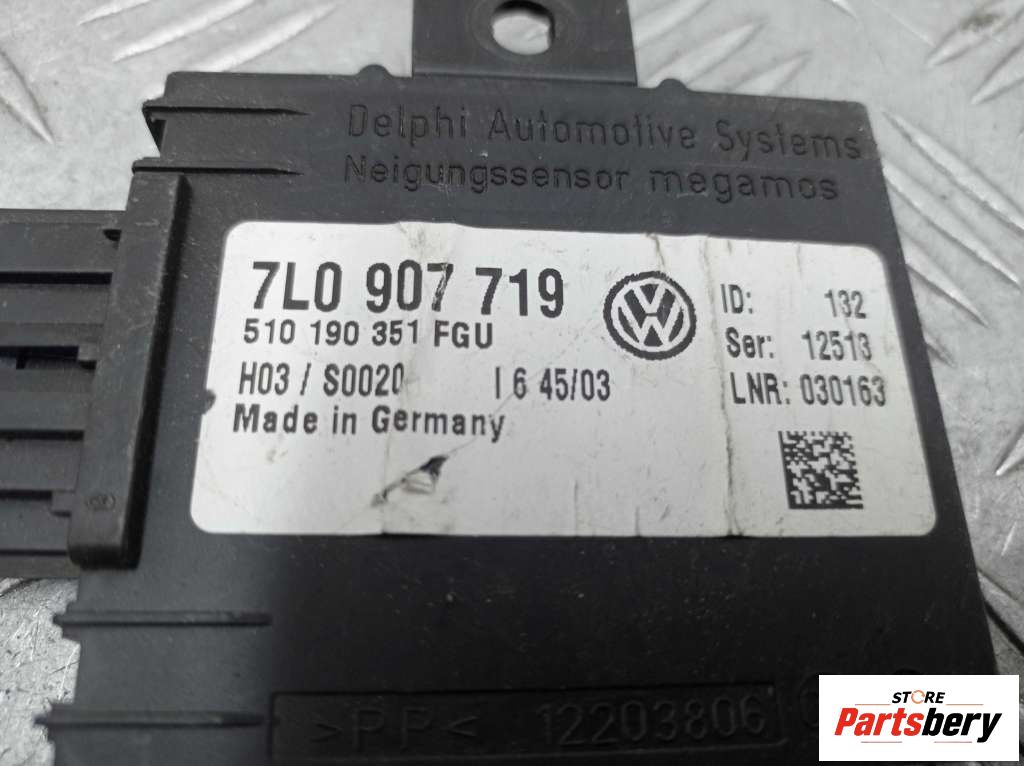 Delphi Automotive Systems
Neigungssensor megamos
7L0 907 719
510 190 351 FGU
H03 / S0020 I 6 45/03
Made in Germany
ID: 132
Ser: 12513
LNR: 030163
>PP< 12203806
STORE
Partsbery